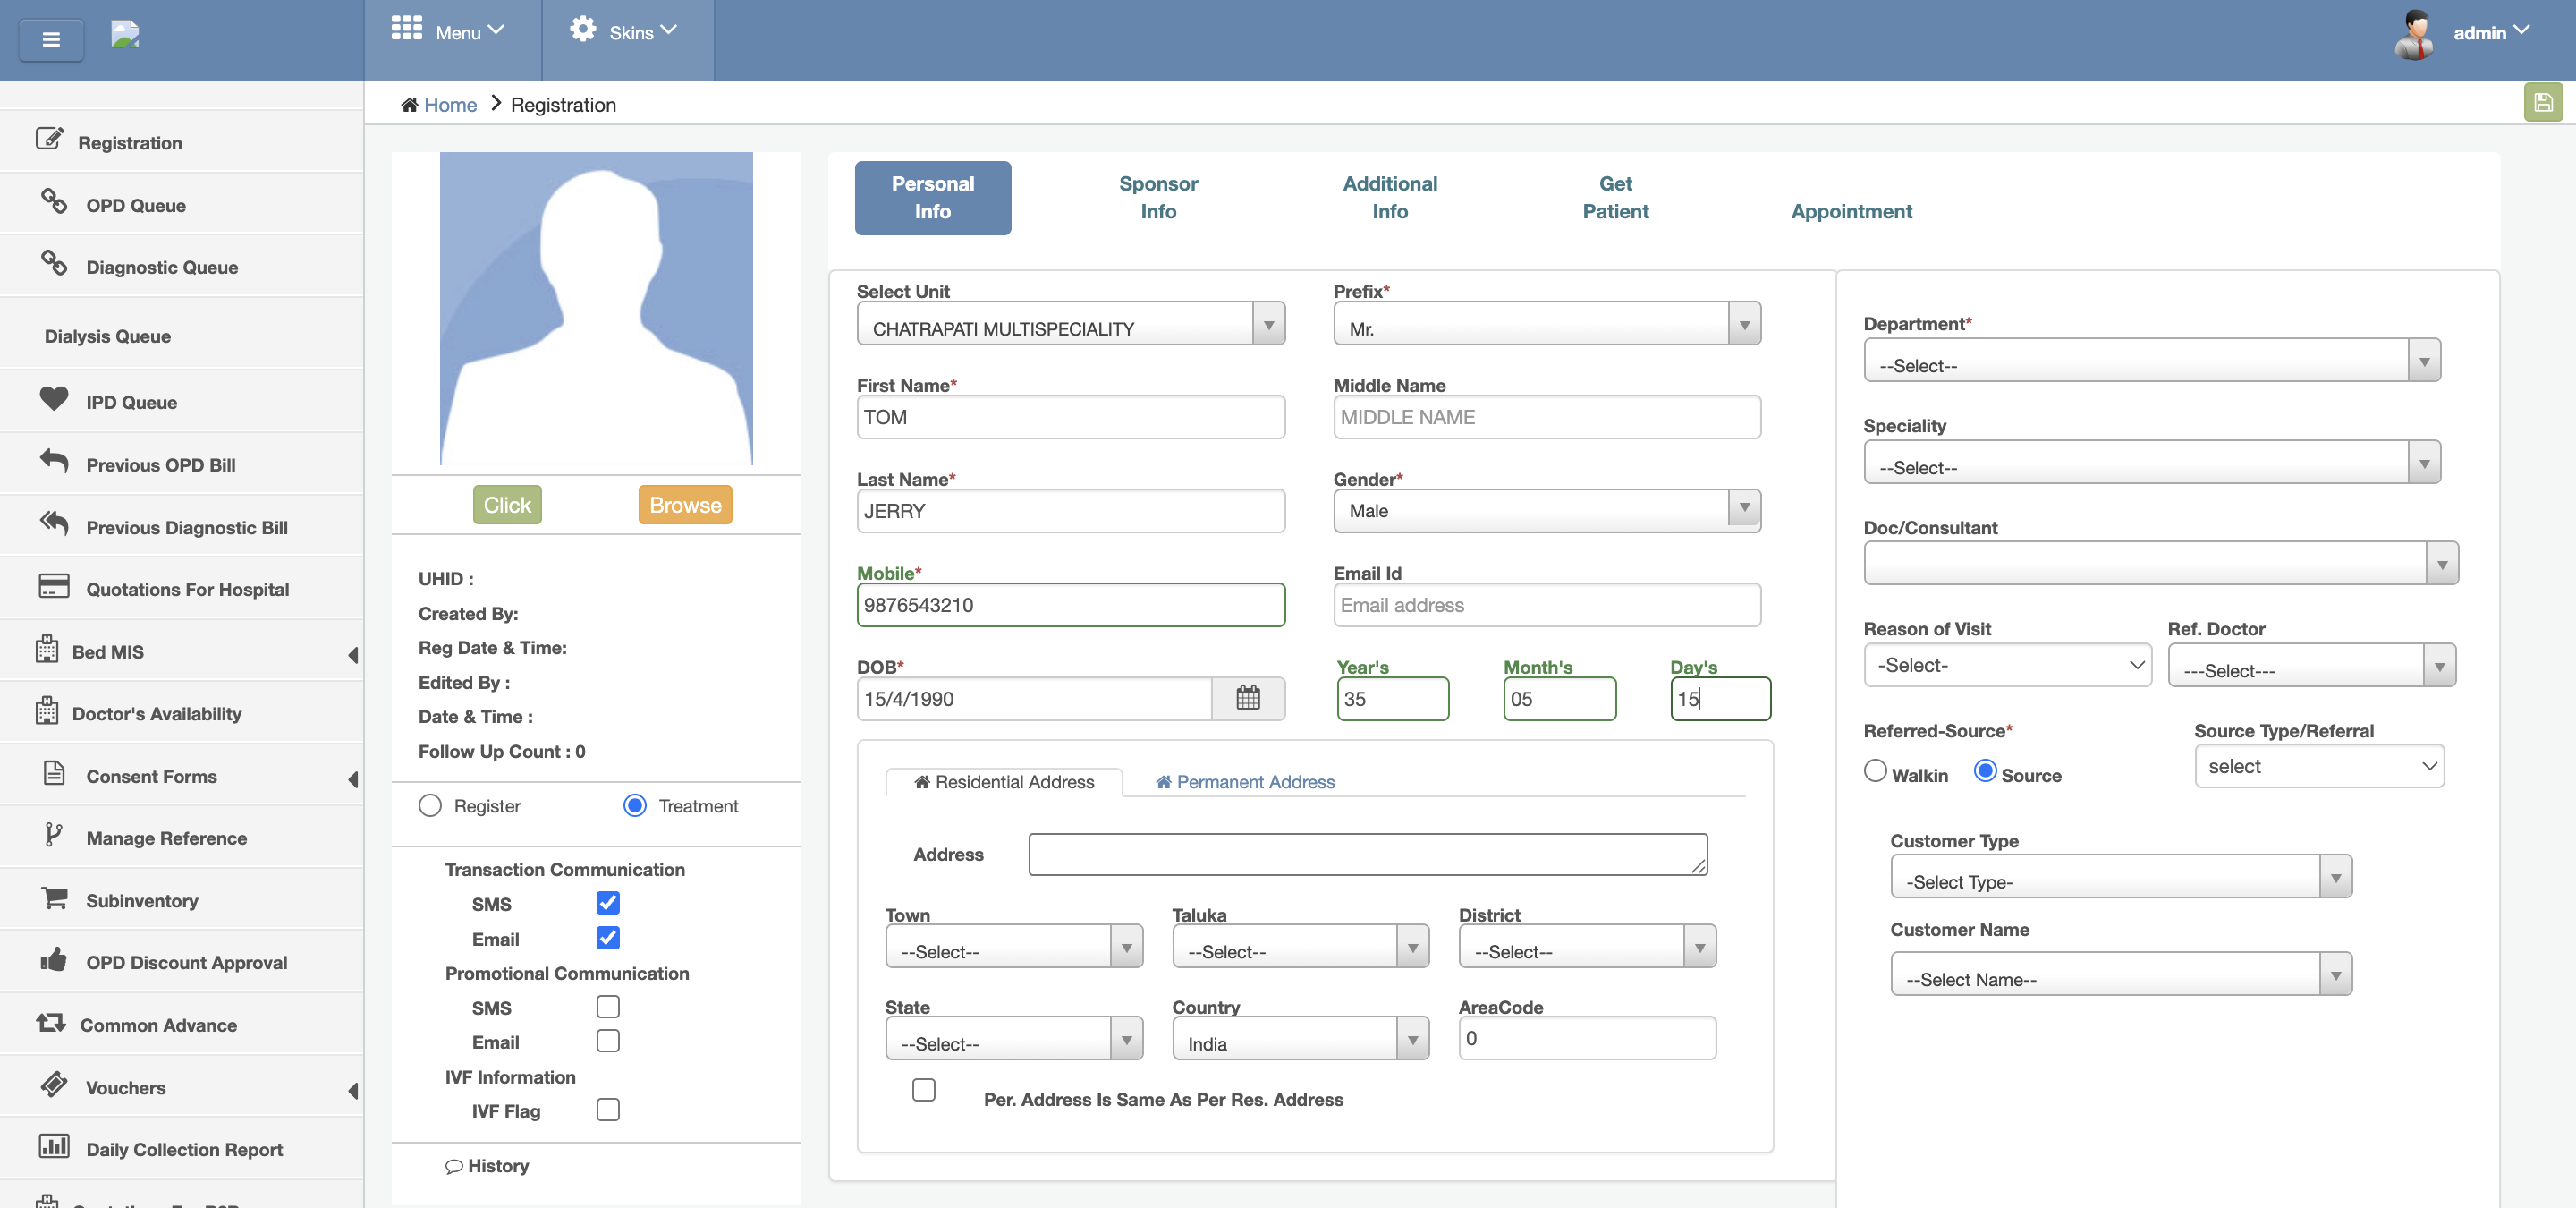 Menu
Skins
admin
Home
Registration
Registration
OPD Queue
Diagnostic Queue
Dialysis Queue
IPD Queue
Previous OPD Bill
Previous Diagnostic Bill
Quotations For Hospital
Bed MIS
Doctor's Availability
Consent Forms
Manage Reference
Subinventory
OPD Discount Approval
Common Advance
Vouchers
Daily Collection Report
Click
Browse
UHID :
Created By:
Reg Date & Time:
Edited By :
Date & Time :
Follow Up Count : 0
Register
Treatment
Transaction Communication
SMS
Email
Promotional Communication
SMS
Email
IVF Information
IVF Flag
History
Personal
Info
Sponsor
Info
Additional
Info
Get
Patient
Appointment
Select Unit
CHATRAPATI MULTISPECIALITY
Prefix*
Mr.
First Name*
TOM
Middle Name
MIDDLE NAME
Last Name*
JERRY
Gender*
Male
Mobile*
9876543210
Email Id
Email address
DOB*
15/4/1990
Year's
35
Month's
05
Day's
15
Residential Address
Permanent Address
Address
Town
--Select--
Taluka
--Select--
District
--Select--
State
--Select--
Country
India
AreaCode
0
Per. Address Is Same As Per Res. Address
Department*
--Select--
Speciality
--Select--
Doc/Consultant
Reason of Visit
-Select-
Ref. Doctor
---Select---
Referred-Source*
Walkin
Source
Source Type/Referral
select
Customer Type
-Select Type-
Customer Name
--Select Name--